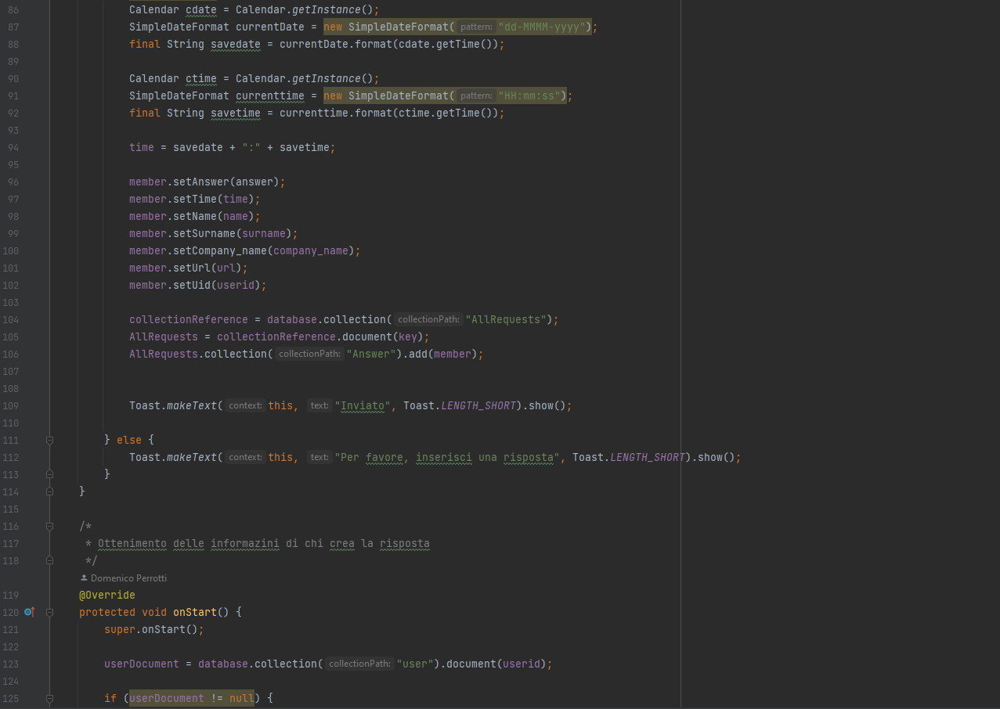 86 Calendar cdate = Calendar.getInstance();
87 SimpleDateFormat currentDate = new SimpleDateFormat( pattern: "dd-MMMM-yyyy");
88 final String savedate = currentDate.format(cdate.getTime());
89
90 Calendar ctime = Calendar.getInstance();
91 SimpleDateFormat currenttime = new SimpleDateFormat( pattern: "HH:mm:ss");
92 final String savetime = currenttime.format(ctime.getTime());
93
94 time = savedate + ":" + savetime;
95
96 member.setAnswer(answer);
97 member.setTime(time);
98 member.setName(name);
99 member.setSurname(surname);
100 member.setCompany_name(company_name);
101 member.setUrl(url);
102 member.setUid(userid);
103
104 collectionReference = database.collection( collectionPath: "AllRequests");
105 AllRequests = collectionReference.document(key);
106 AllRequests.collection( collectionPath: "Answer").add(member);
107
108
109 Toast.makeText( context: this, text: "Inviato", Toast.LENGTH_SHORT).show();
110
111 } else {
112 Toast.makeText( context: this, text: "Per favore, inserisci una risposta", Toast.LENGTH_SHORT).show();
113 }
114 }
115
116 /*
117 * Ottenimento delle informazini di chi crea la risposta
118 */
Domenico Perrotti
119 @Override
120 protected void onStart() {
121 super.onStart();
122
123 userDocument = database.collection( collectionPath: "user").document(userid);
124
125 if (userDocument != null) {